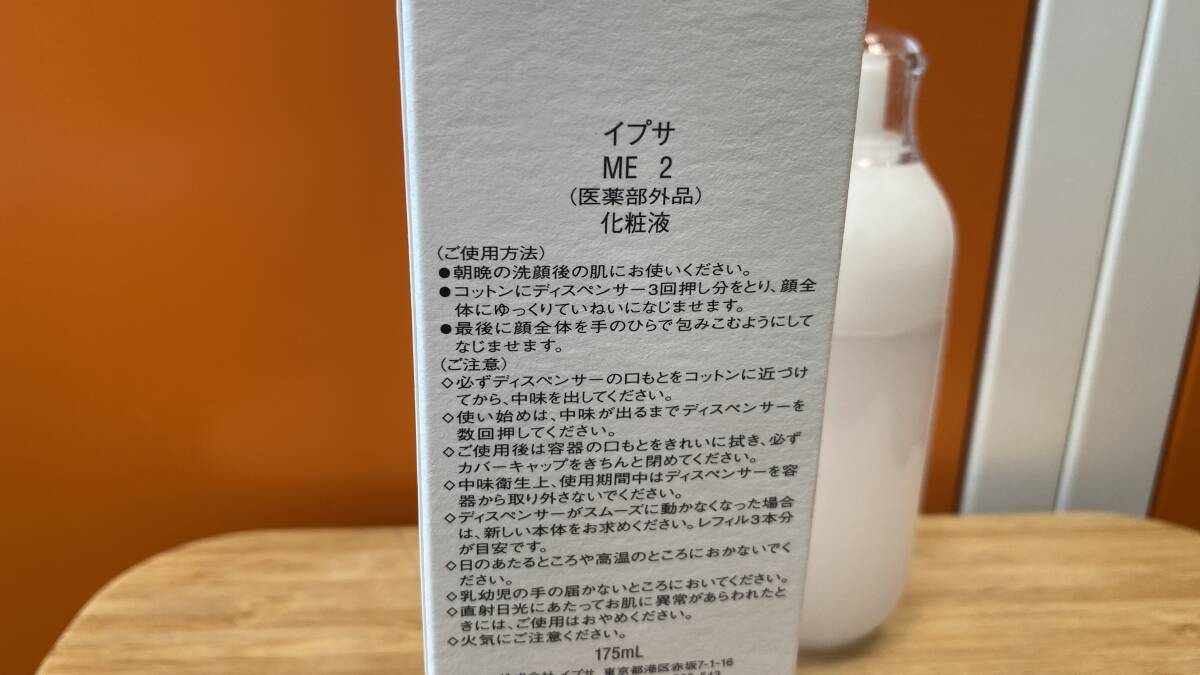 イプサ
ME 2
(医薬部外品)
化粧液
(ご使用方法)
●朝晩の洗顔後の肌にお使いください。
●コットンにディスペンサー3回押し分をとり、顔全
体にゆっくりていねいになじませます。
●最後に顔全体を手のひらで包みこむようにして
なじませます。
(ご注意)
◇必ずディスペンサーの口もとをコットンに近づけ
てから、中味を出してください。
◇使い始めは、中味が出るまでディスペンサーを
数回押してください。
◇ご使用後は容器の口もとをきれいに拭き、必ず
カバーキャップをきちんと閉めてください。
◇中味衛生上、使用期間中はディスペンサーを容
器から取り外さないでください。
◇ディスペンサーがスムーズに動かなくなった場合
は、新しい本体をお求めください。レフィル3本分
が目安です。
◇日のあたるところや高温のところにおかないでく
ださい。
◇乳幼児の手の届かないところにおいてください。
◇直射日光にあたってお肌に異常があらわれたと
きには、ご使用はおやめください。
◇火気にご注意ください。
175mL
イプサ 東京都港区赤坂7-1-16